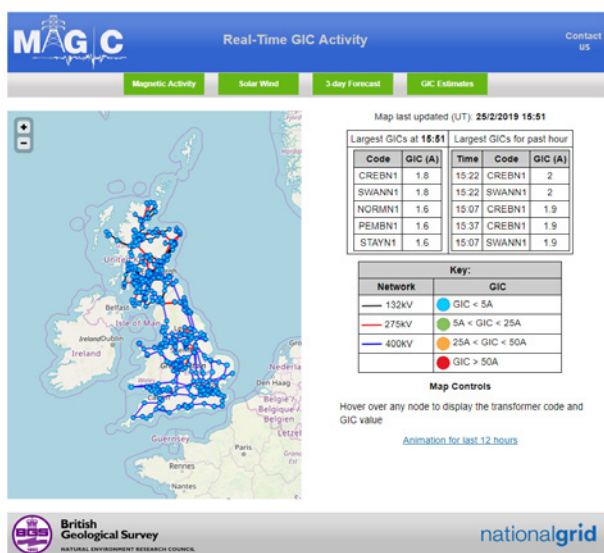 MAGIC
Real-Time GIC Activity
Contact us
Magnetic Activity
Solar Wind
3-day Forecast
GIC Estimates
+
−
Belfast
Isle of Man
Ireland
Dublin
Ireland
Wales
Den Haag
België
Belgique
Belgien
Guernsey
Paris
Rennes
Nantes
Map last updated (UT): 25/2/2019 15:51
Largest GICs at 15:51 Largest GICs for past hour
Code GIC (A) Time Code GIC (A)
CREBN1 1.8 15:22 CREBN1 2
SWANN1 1.8 15:22 SWANN1 2
NORMN1 1.6 15:07 CREBN1 1.9
PEMBN1 1.6 15:37 CREBN1 1.9
STAYN1 1.6 15:07 SWANN1 1.9
Key:
Network GIC
132kV GIC < 5A
275kV 5A < GIC < 25A
400kV 25A < GIC < 50A
GIC > 50A
Map Controls
Hover over any node to display the transformer code and
GIC value
Animation for last 12 hours
BGS
British
Geological Survey
NATURAL ENVIRONMENT RESEARCH COUNCIL
nationalgrid